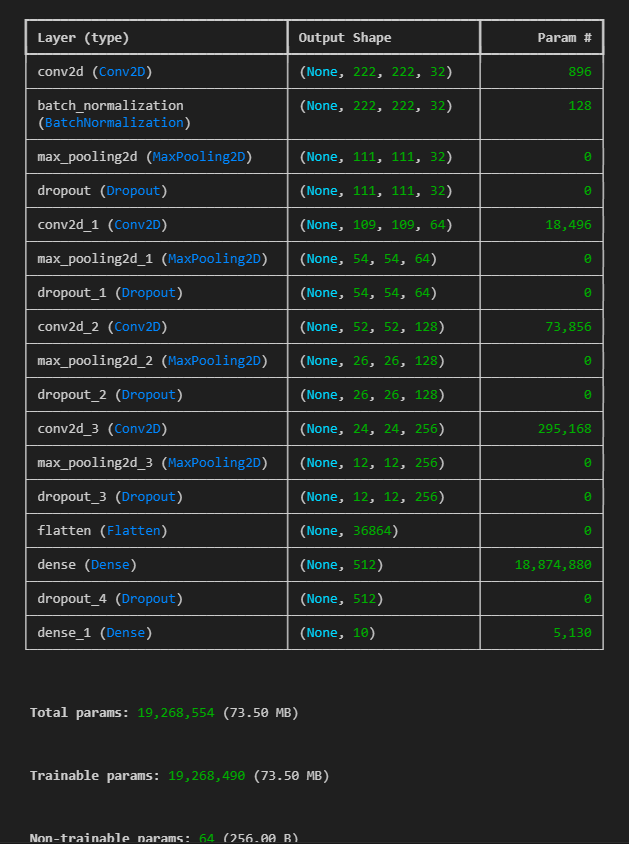 Layer (type) Output Shape Param #
conv2d (Conv2D) (None, 222, 222, 32) 896
batch_normalization (None, 222, 222, 32) 128
(BatchNormalization)
max_pooling2d (MaxPooling2D) (None, 111, 111, 32) 0
dropout (Dropout) (None, 111, 111, 32) 0
conv2d_1 (Conv2D) (None, 109, 109, 64) 18,496
max_pooling2d_1 (MaxPooling2D) (None, 54, 54, 64) 0
dropout_1 (Dropout) (None, 54, 54, 64) 0
conv2d_2 (Conv2D) (None, 52, 52, 128) 73,856
max_pooling2d_2 (MaxPooling2D) (None, 26, 26, 128) 0
dropout_2 (Dropout) (None, 26, 26, 128) 0
conv2d_3 (Conv2D) (None, 24, 24, 256) 295,168
max_pooling2d_3 (MaxPooling2D) (None, 12, 12, 256) 0
dropout_3 (Dropout) (None, 12, 12, 256) 0
flatten (Flatten) (None, 36864) 0
dense (Dense) (None, 512) 18,874,880
dropout_4 (Dropout) (None, 512) 0
dense_1 (Dense) (None, 10) 5,130
Total params: 19,268,554 (73.50 MB)
Trainable params: 19,268,490 (73.50 MB)
Non-trainable params: 64 (256.00 B)